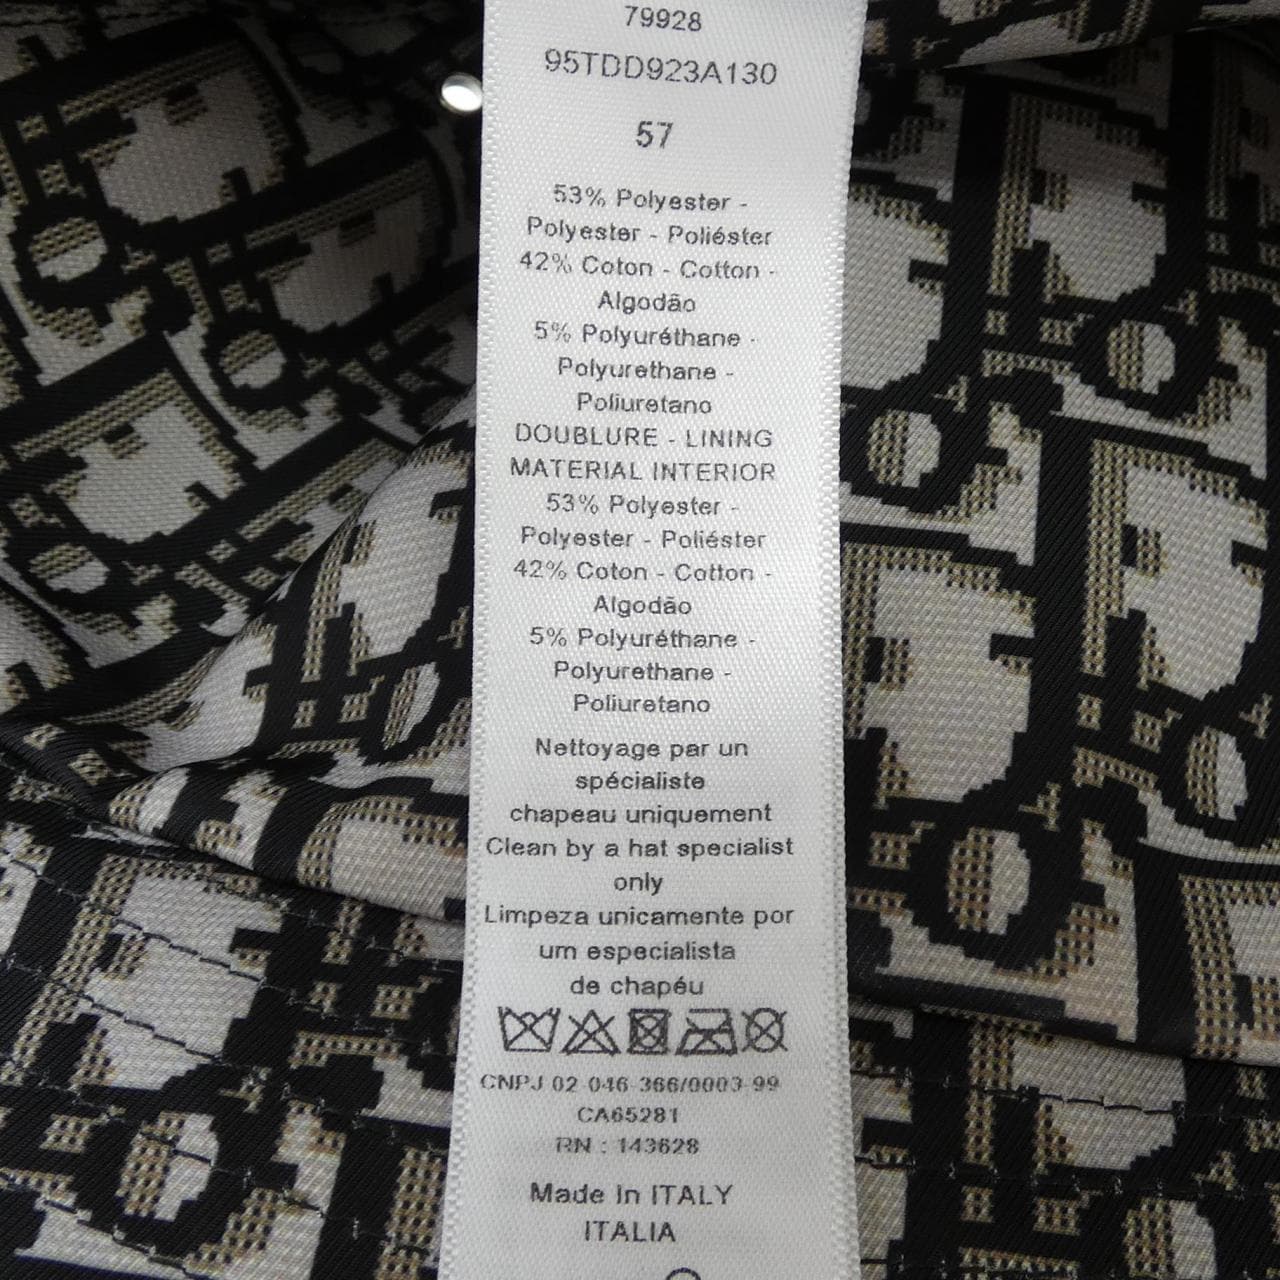 79928
95TDD923A130
57
53% Polyester -
Polyester - Poliéster
42% Coton - Cotton -
Algodão
5% Polyuréthane -
Polyurethane -
Poliuretano
DOUBLURE - LINING
MATERIAL INTERIOR
53% Polyester -
Polyester - Poliéster
42% Coton - Cotton -
Algodão
5% Polyuréthane -
Polyurethane -
Poliuretano
Nettoyage par un
spécialiste
chapeau uniquement
Clean by a hat specialist
only
Limpeza unicamente por
um especialista
de chapéu
CNPJ 02 046 366/0003-99
CA65281
RN : 143628
Made in ITALY
ITALIA